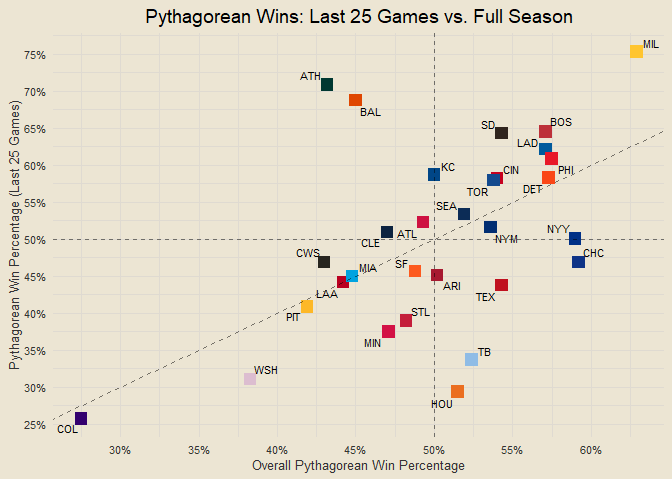 Pythagorean Wins: Last 25 Games vs. Full Season
Pythagorean Win Percentage (Last 25 Games)
75%
70%
65%
60%
55%
50%
45%
40%
35%
30%
25%
MIL
ATH
BAL
SD
BOS
LAD
KC
CIN
PHI
TOR
DET
SEA
ATL
CLE
NYM
NYY
CWS
MIA
SF
CHC
LAA
ARI
TEX
PIT
STL
MIN
TB
WSH
HOU
COL
30%
35%
40%
45%
50%
55%
60%
Overall Pythagorean Win Percentage